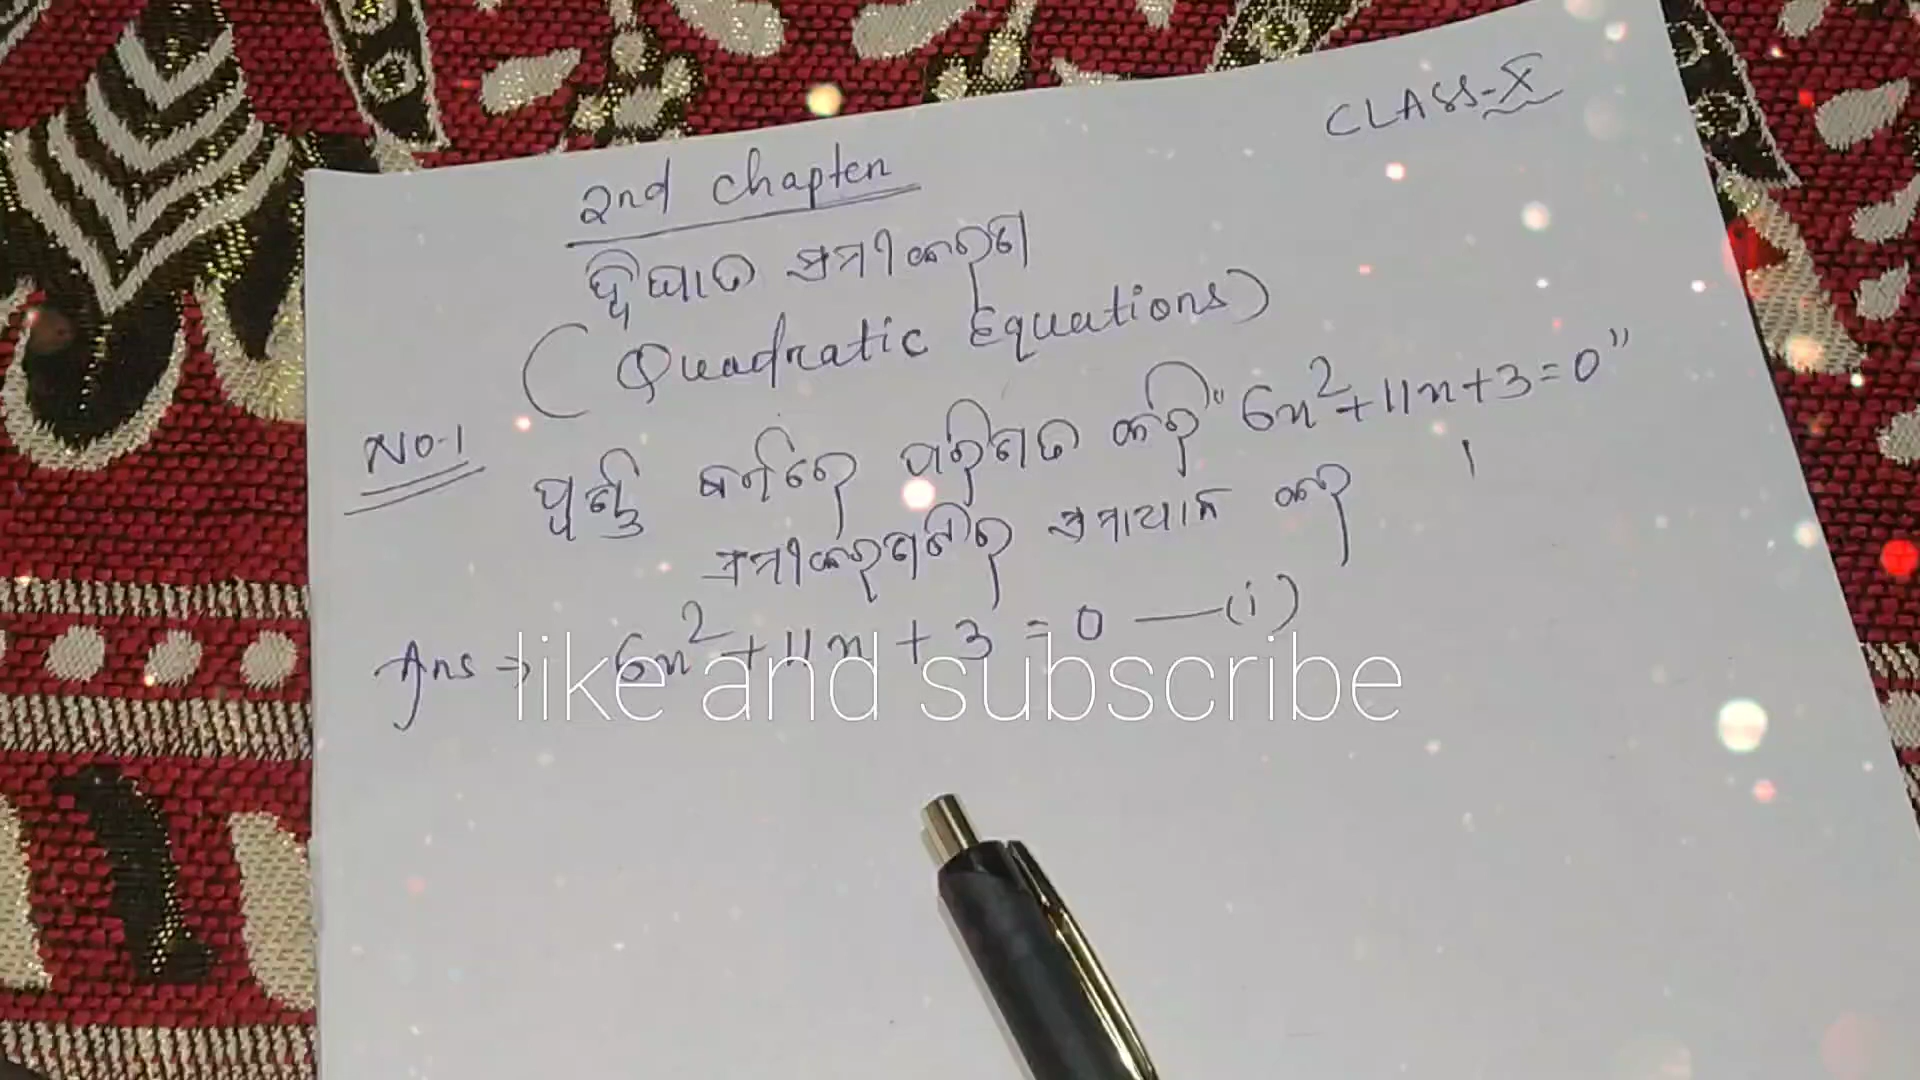 CLASS-X
2nd chapter
ଦ୍ୱିଘାତ ସମୀକରଣ
(Quadratic Equations)
NO-1 ପୂର୍ଣ୍ଣ ବର୍ଗରେ ପରିଣତ କରି "6x²+11x+3=0"
ସମୀକରଣଟିର ସମାଧାନ କର ।
Ans → 6x²+11x+3=0 —(i)
like and subscribe